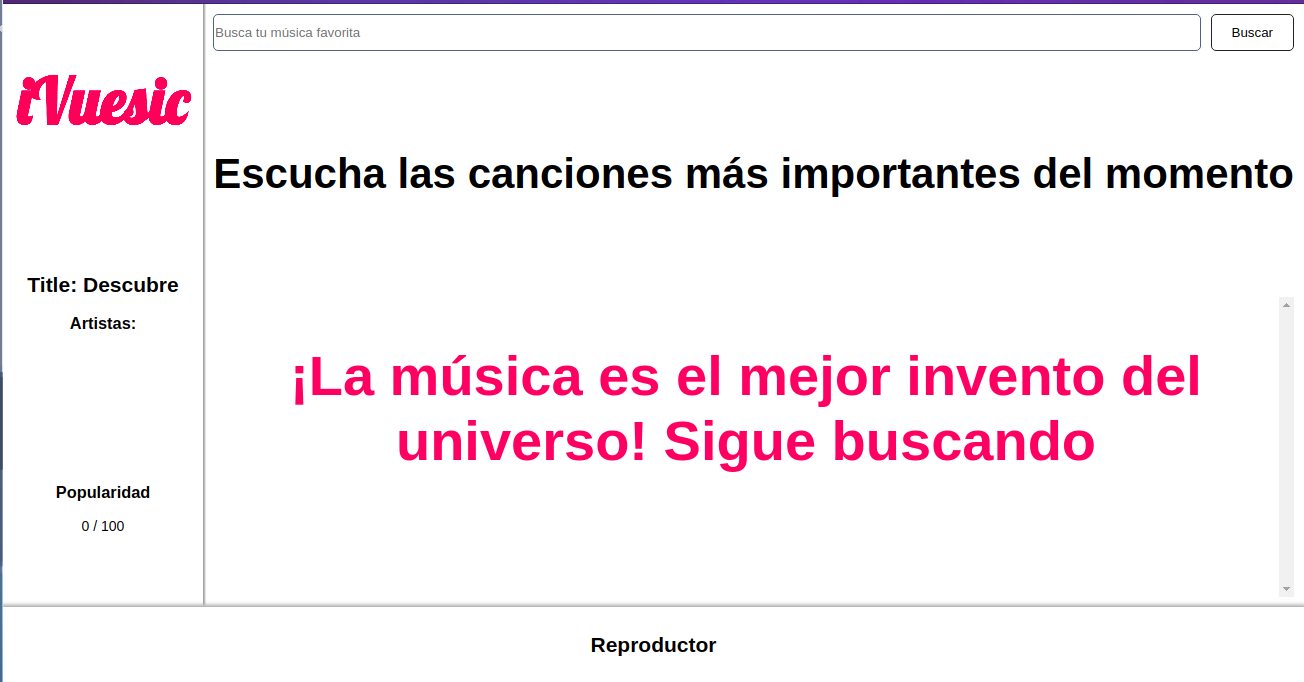 Busca tu música favorita
Buscar
iVuesic
Escucha las canciones más importantes del momento
Title: Descubre
Artistas:
¡La música es el mejor invento del
universo! Sigue buscando
Popularidad
0 / 100
Reproductor